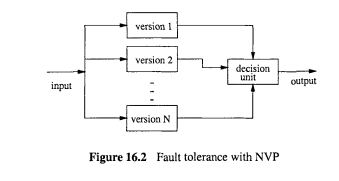 version 1
version 2
decision
unit
input
output
version N
Figure 16.2 Fault tolerance with NVP